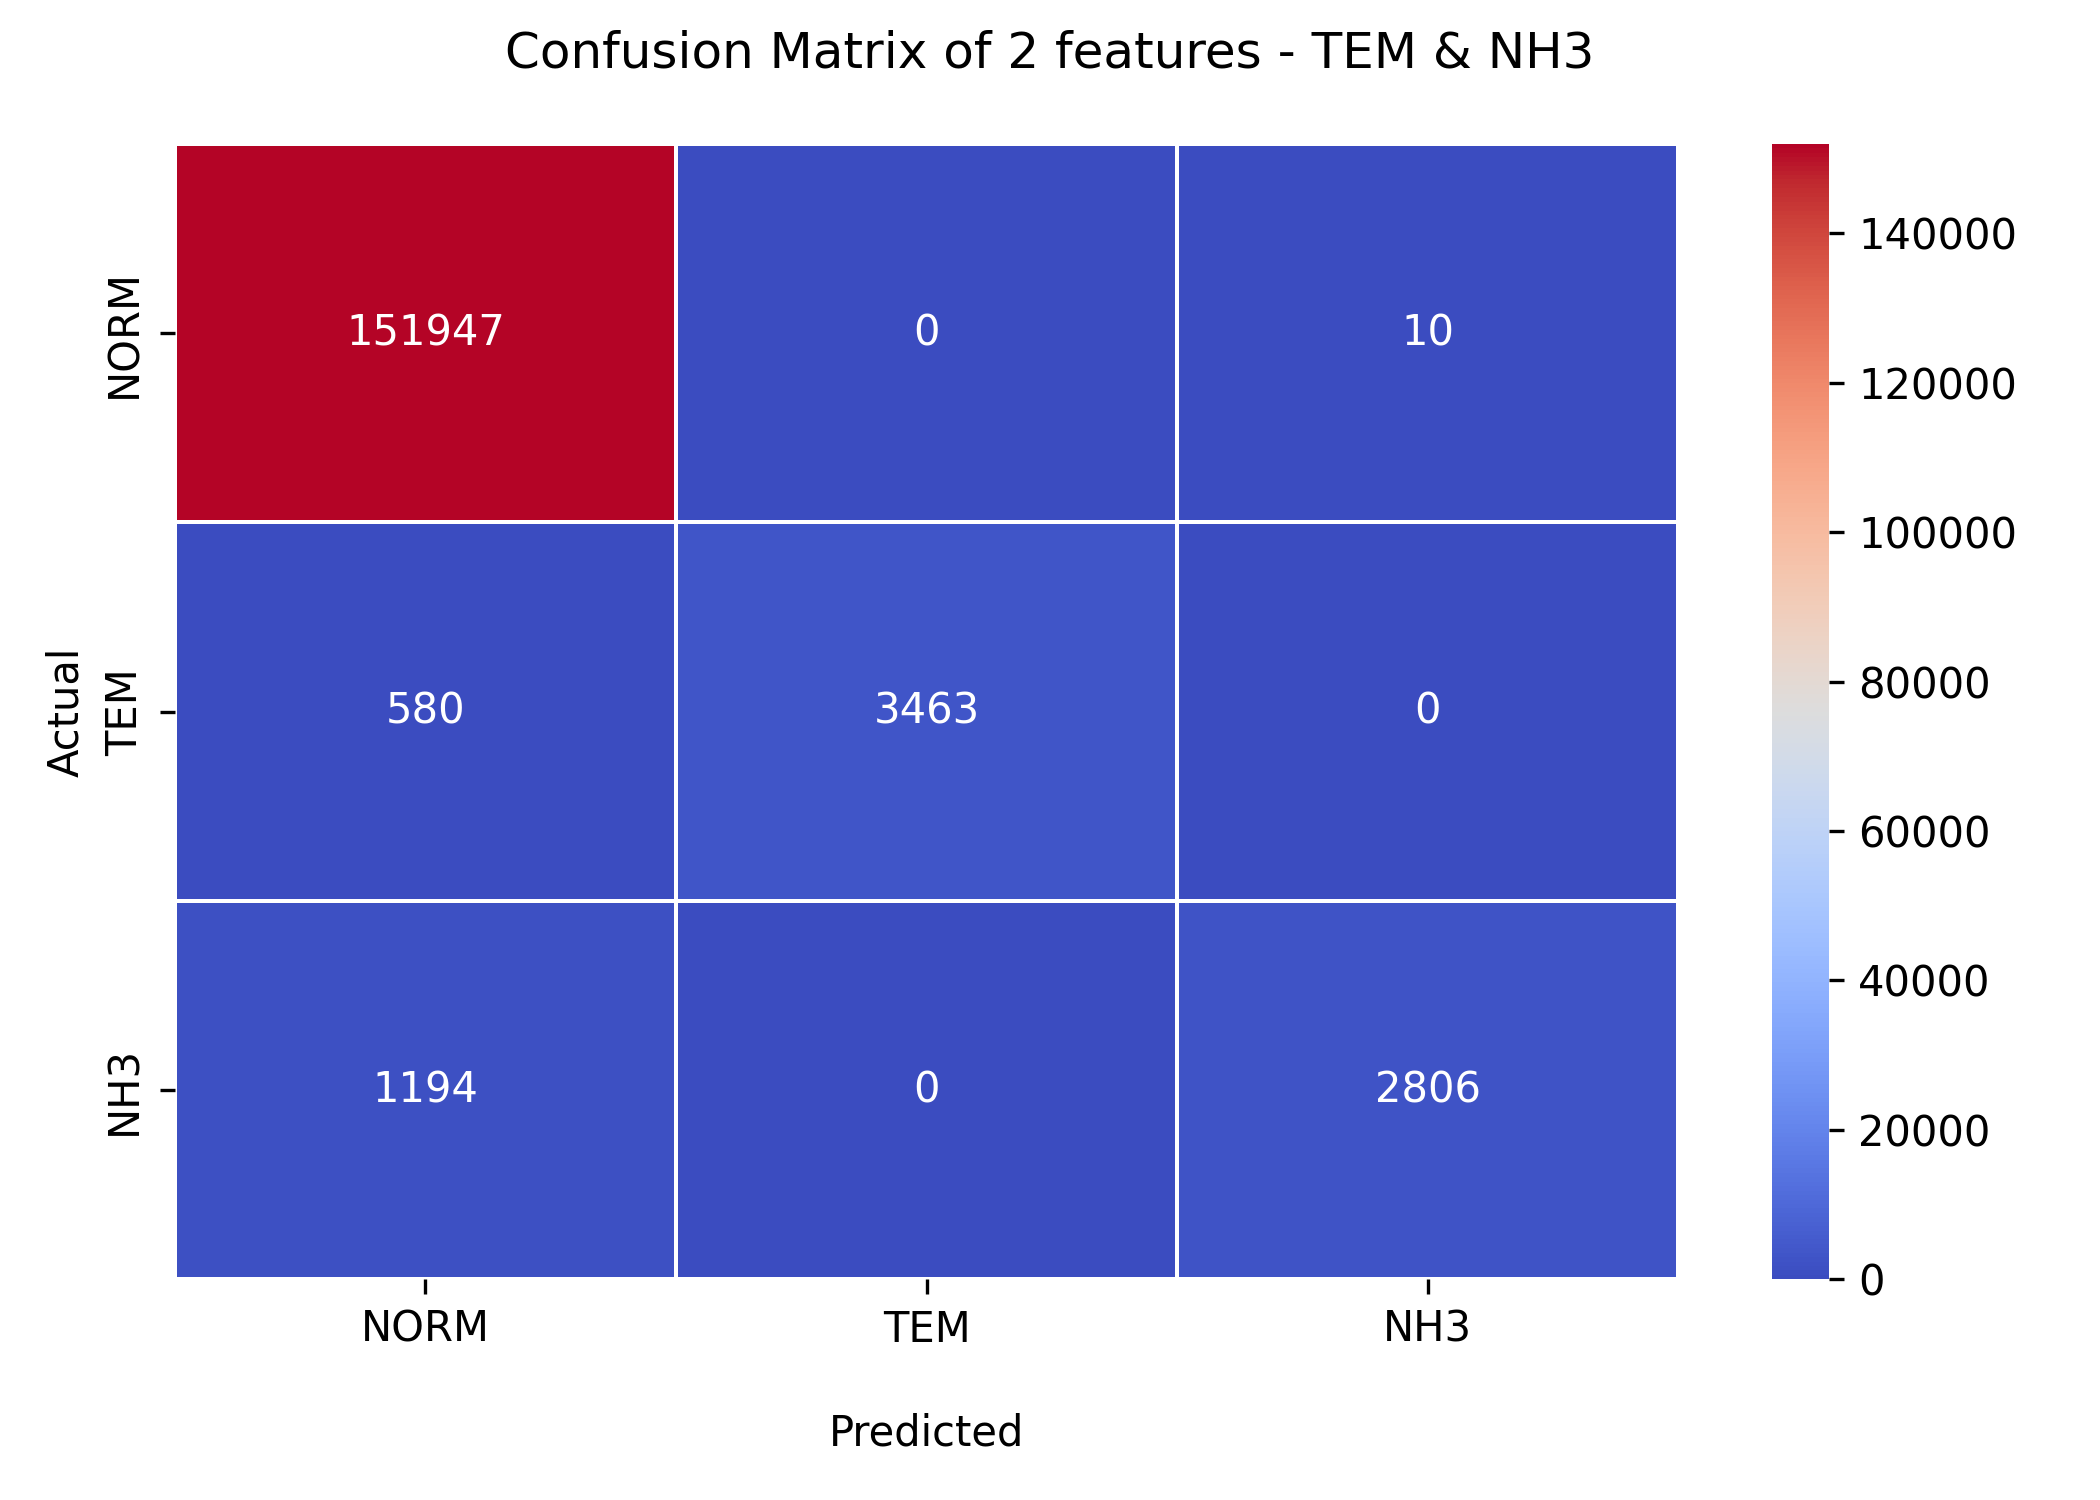 Confusion Matrix of 2 features - TEM & NH3
NORM
151947
0
10
TEM
580
3463
0
NH3
1194
0
2806
Actual
NORM
TEM
NH3
Predicted
140000
120000
100000
80000
60000
40000
20000
0